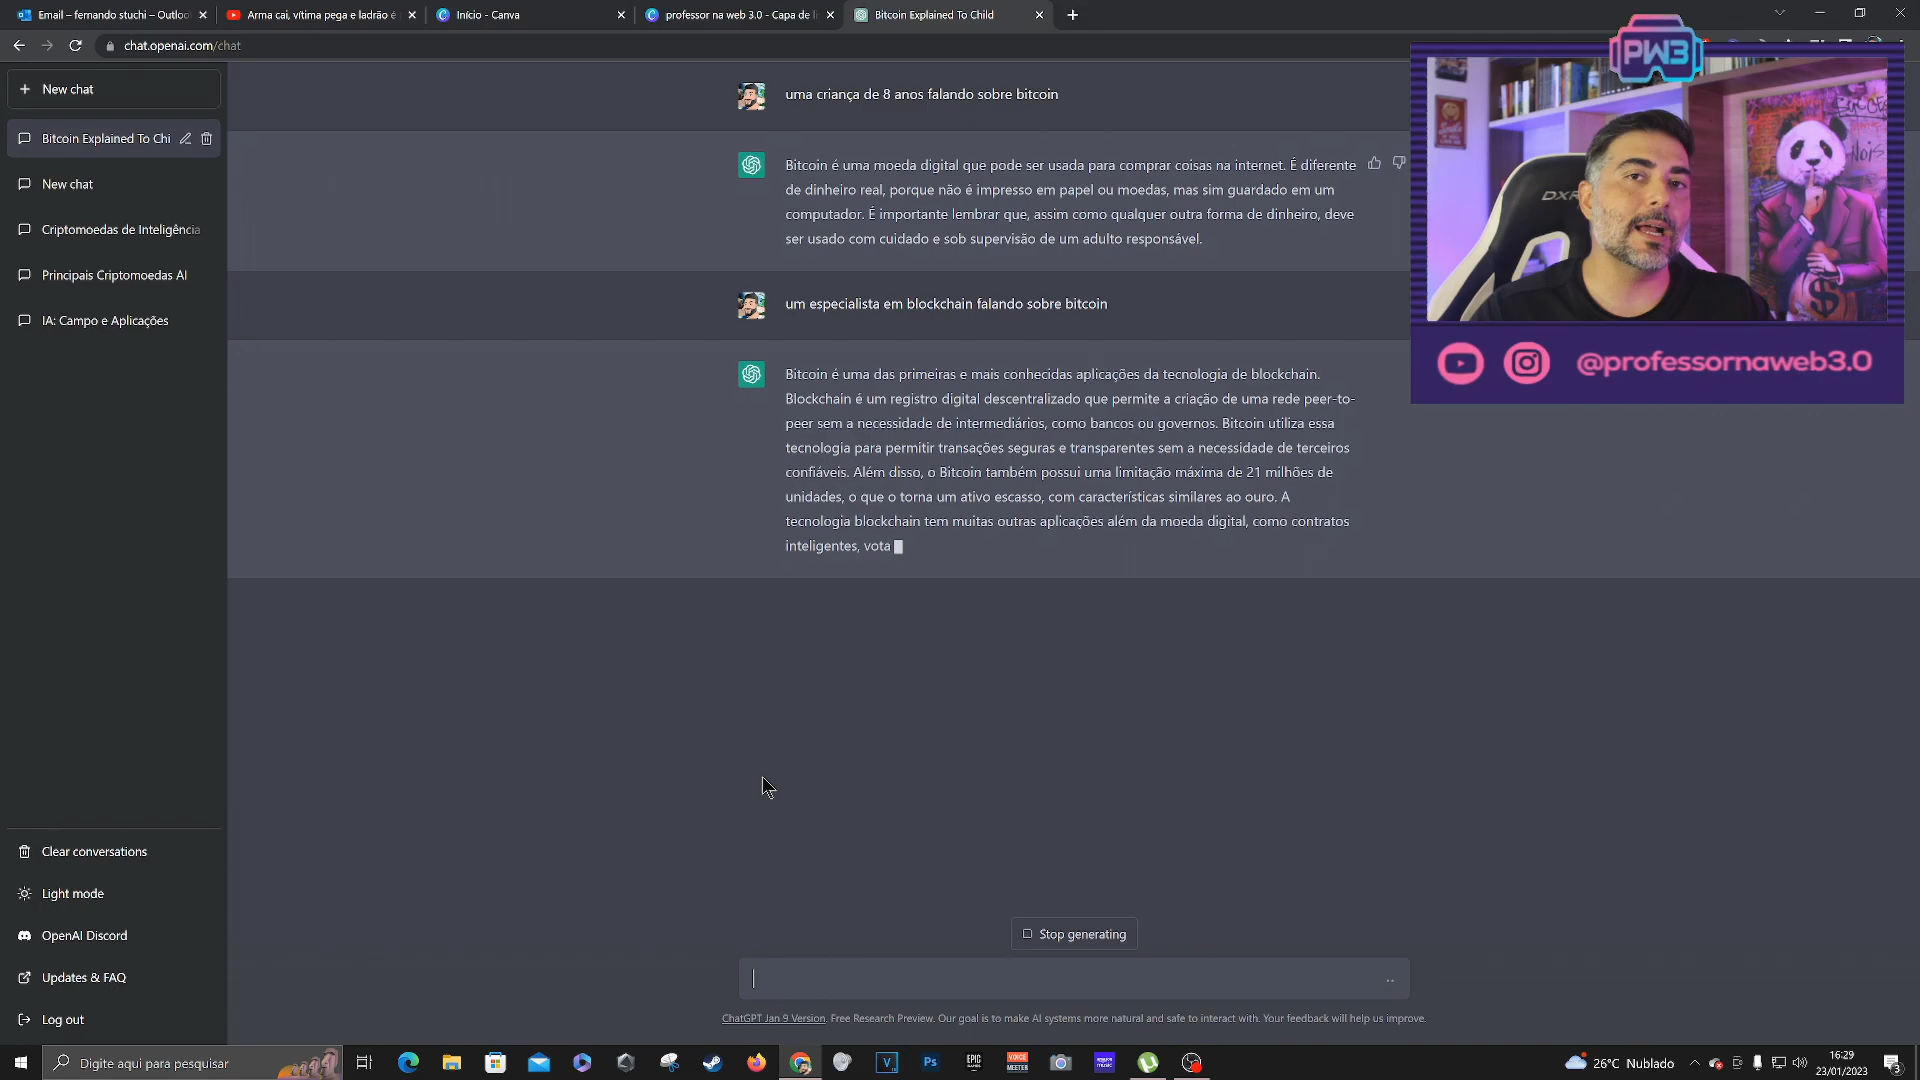 Email – fernando stuchi – Outloo
Arma cai, vítima pega e ladrão é
Início - Canva
professor na web 3.0 - Capa de li
Bitcoin Explained To Child
chat.openai.com/chat
New chat
Bitcoin Explained To Chi
New chat
Criptomoedas de Inteligência
Principais Criptomoedas AI
IA: Campo e Aplicações
uma criança de 8 anos falando sobre bitcoin
Bitcoin é uma moeda digital que pode ser usada para comprar coisas na internet. É diferente
de dinheiro real, porque não é impresso em papel ou moedas, mas sim guardado em um
computador. É importante lembrar que, assim como qualquer outra forma de dinheiro, deve
ser usado com cuidado e sob supervisão de um adulto responsável.
um especialista em blockchain falando sobre bitcoin
Bitcoin é uma das primeiras e mais conhecidas aplicações da tecnologia de blockchain.
Blockchain é um registro digital descentralizado que permite a criação de uma rede peer-to-
peer sem a necessidade de intermediários, como bancos ou governos. Bitcoin utiliza essa
tecnologia para permitir transações seguras e transparentes sem a necessidade de terceiros
confiáveis. Além disso, o Bitcoin também possui uma limitação máxima de 21 milhões de
unidades, o que o torna um ativo escasso, com características similares ao ouro. A
tecnologia blockchain tem muitas outras aplicações além da moeda digital, como contratos
inteligentes, vota
PW3
DXR
@professornaweb3.0
Clear conversations
Light mode
OpenAI Discord
Updates & FAQ
Log out
Stop generating
ChatGPT Jan 9 Version. Free Research Preview. Our goal is to make AI systems more natural and safe to interact with. Your feedback will help us improve.
Digite aqui para pesquisar
V
Ps
EPIC GAMES
VOICE MEETER
amazon music
26°C Nublado
16:29
23/01/2023
3